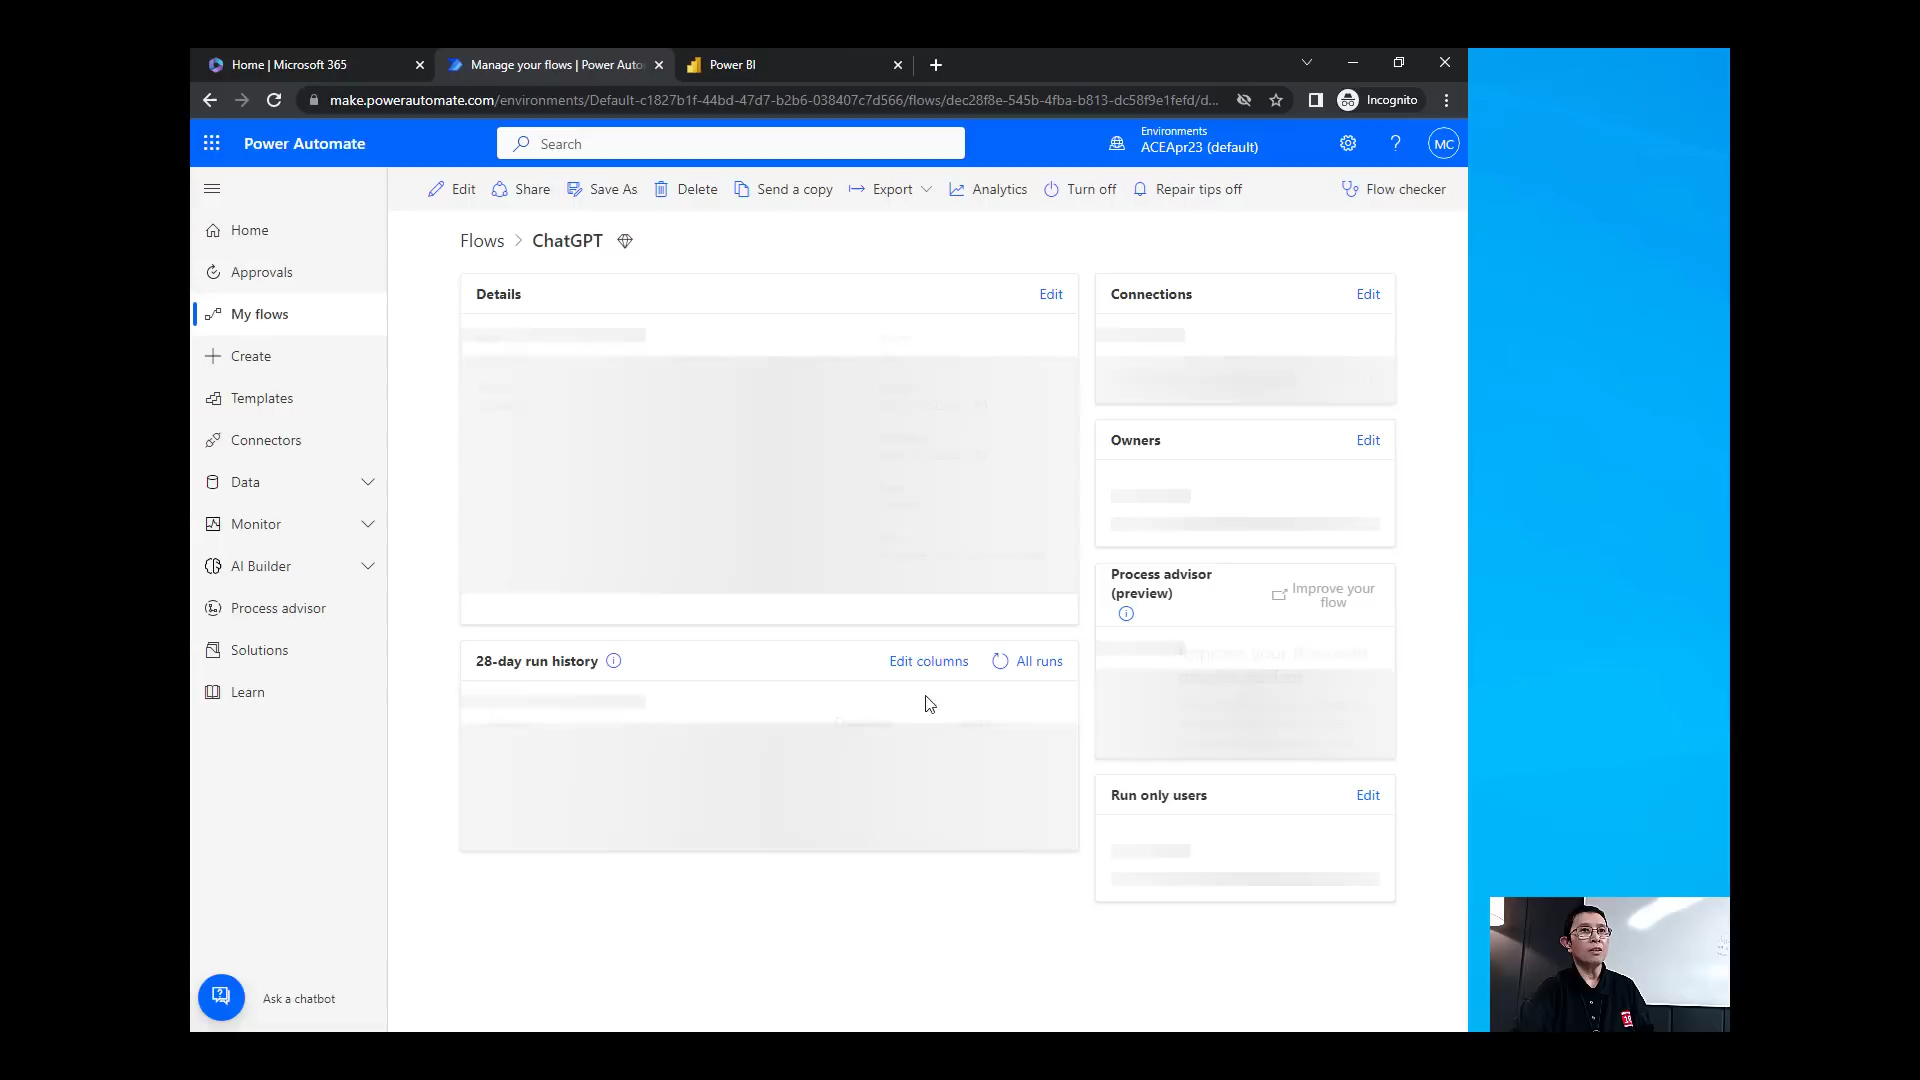 Home | Microsoft 365
Manage your flows | Power Auto
Power BI
make.powerautomate.com/environments/Default-c1827b1f-44bd-47d7-b2b6-038407c7d566/flows/dec28f8e-545b-4fba-b813-dc58f9e1fefd/d...
Incognito
Power Automate
Search
Environments
ACEApr23 (default)
MC
Edit
Share
Save As
Delete
Send a copy
Export
Analytics
Turn off
Repair tips off
Flow checker
Home
Approvals
My flows
Create
Templates
Connectors
Data
Monitor
AI Builder
Process advisor
Solutions
Learn
Ask a chatbot
Flows > ChatGPT
Details
Edit
28-day run history
Edit columns
All runs
Connections
Edit
Owners
Edit
Process advisor
(preview)
Improve your
flow
Run only users
Edit